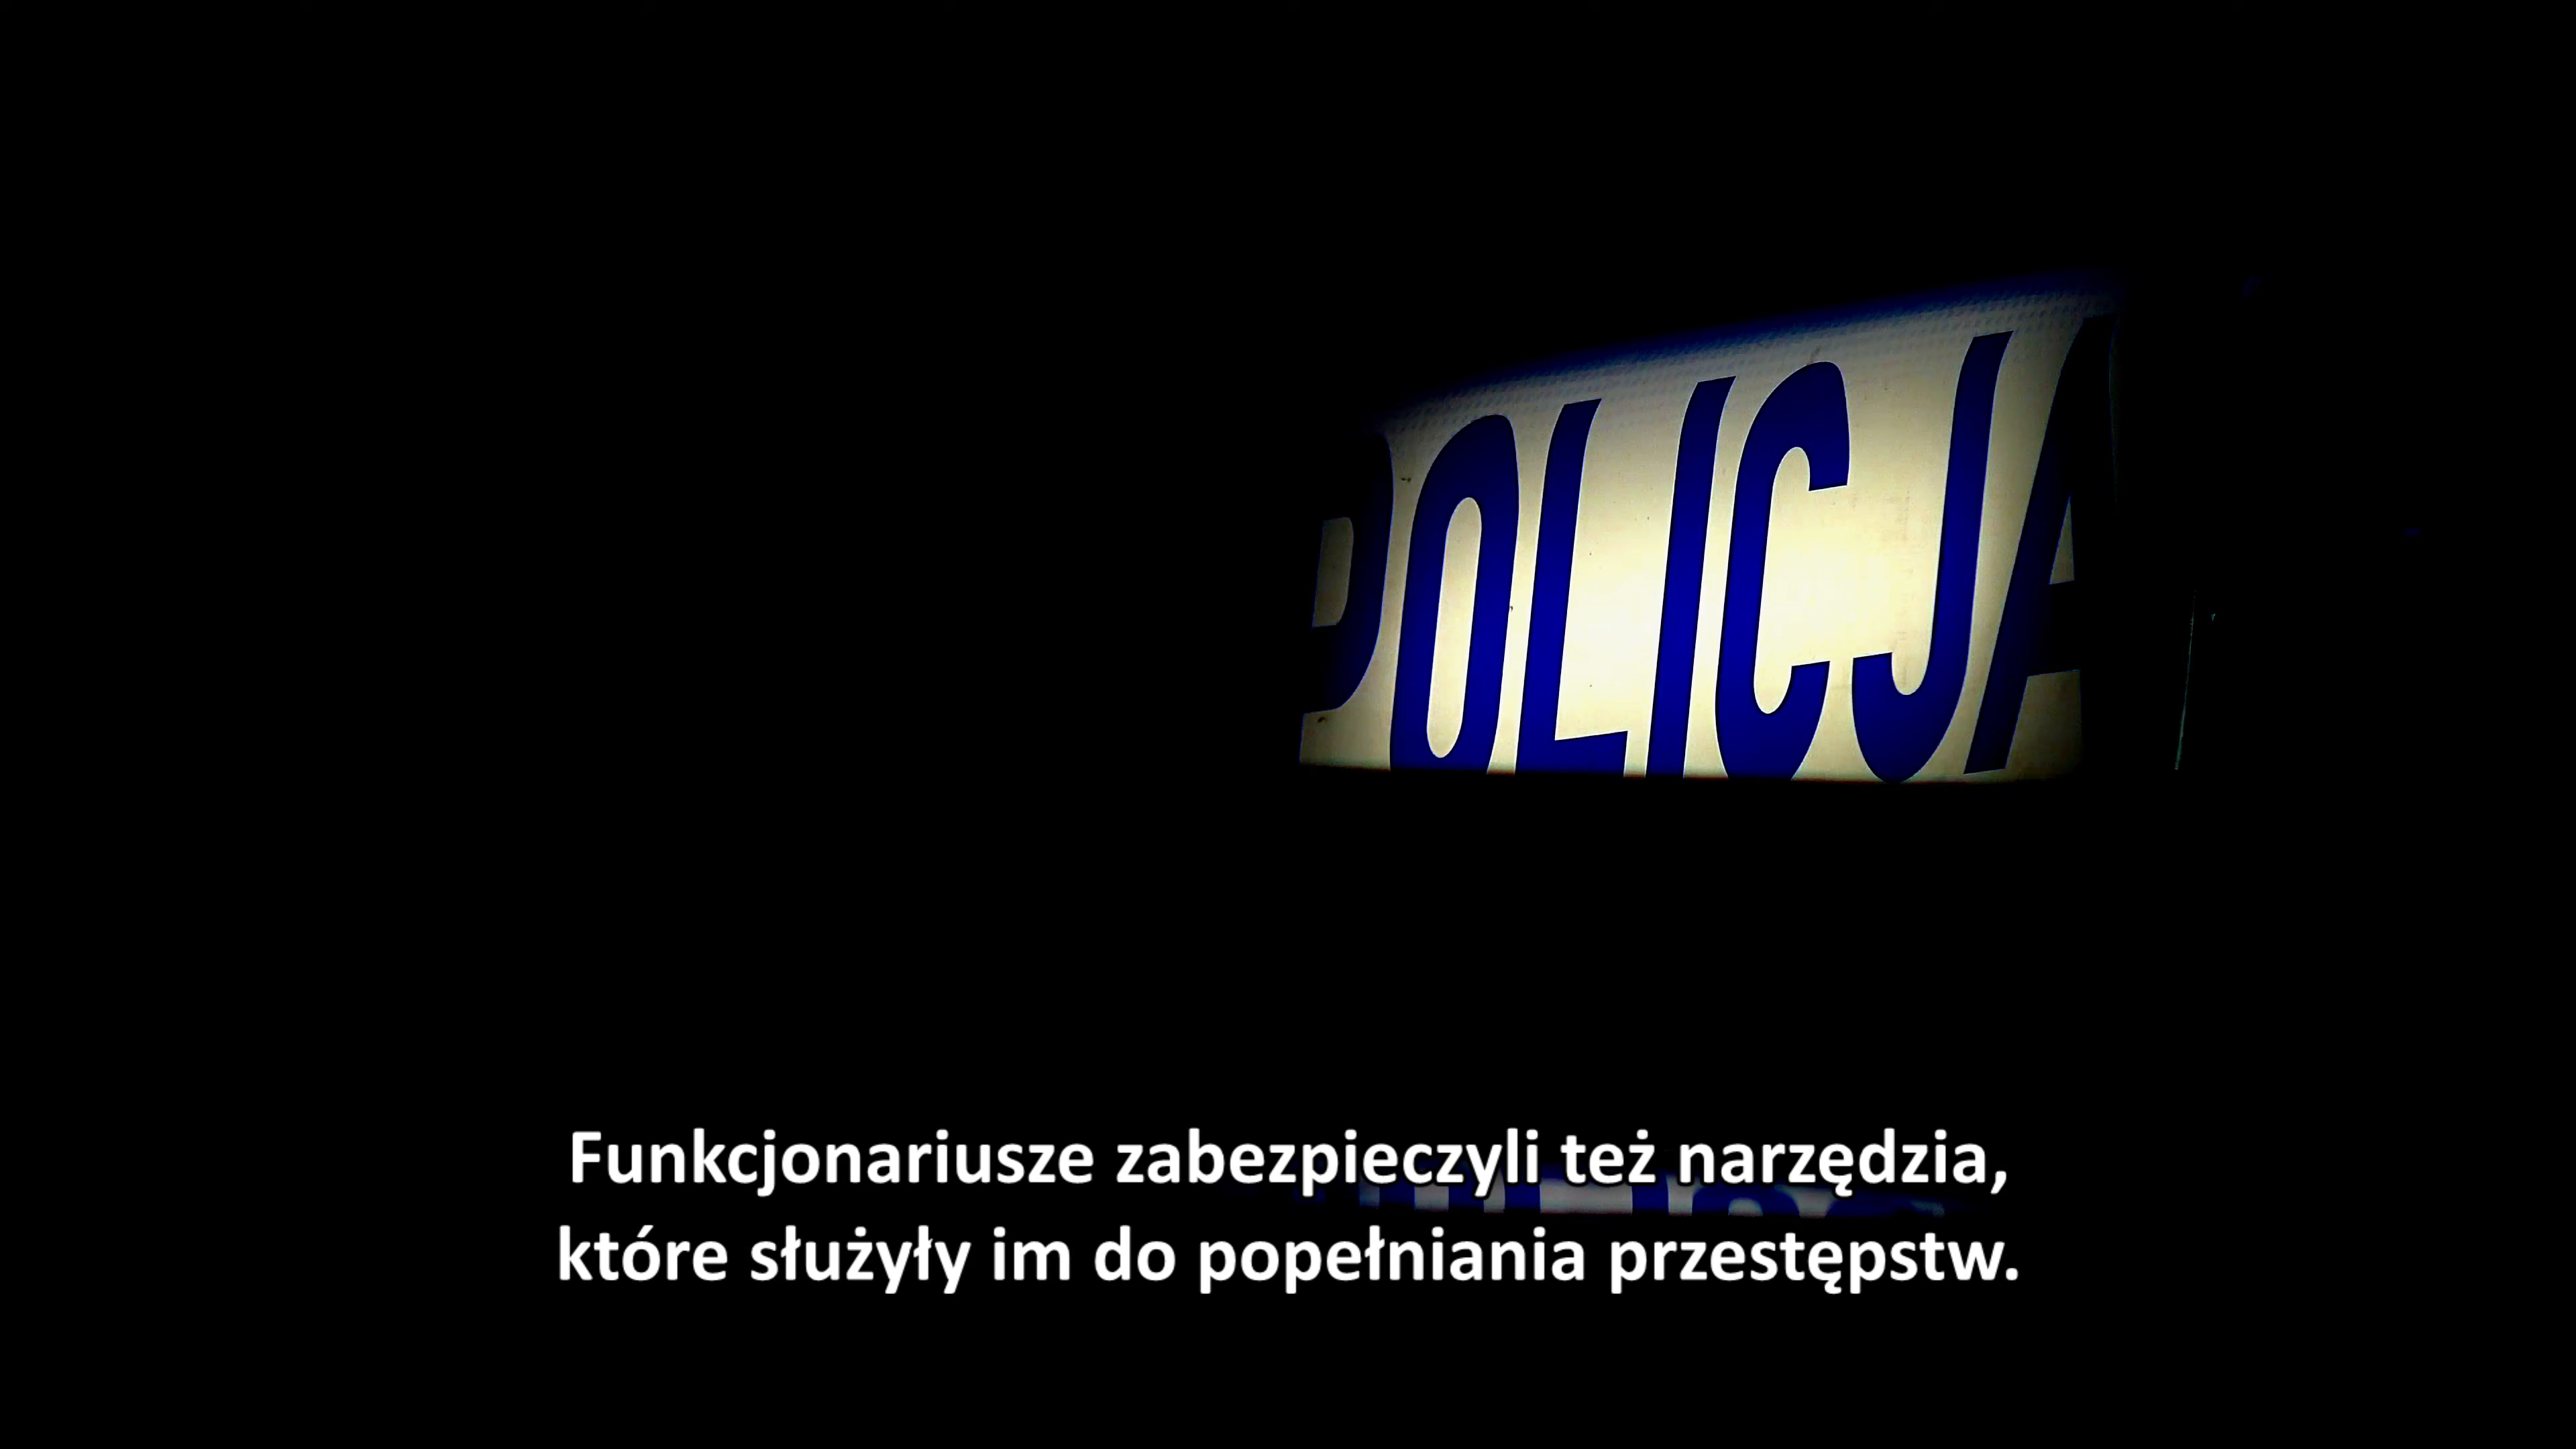 POLICJA
Funkcjonariusze zabezpieczyli też narzędzia,
które służyły im do popełniania przestępstw.